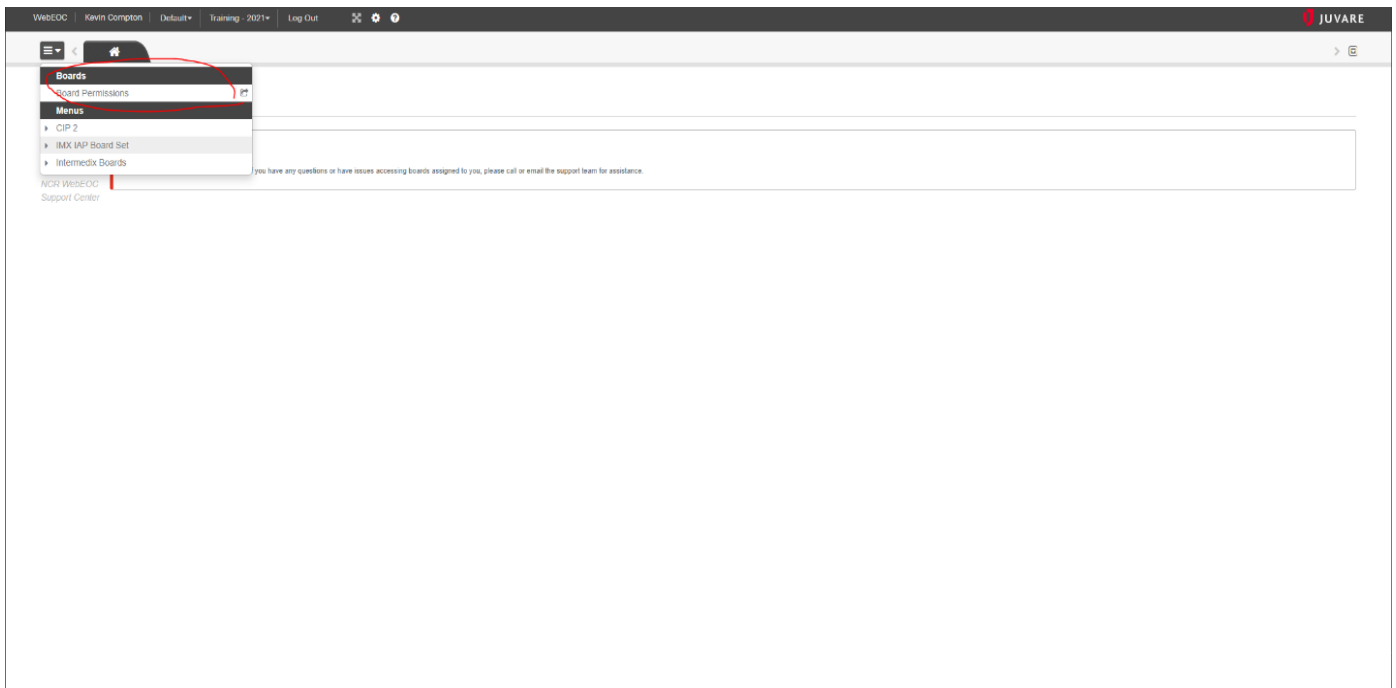 WebEOC Kevin Compton Default Training - 2021 Log Out JUVARE
Boards
Board Permissions
Menus
CIP 2
IMX IAP Board Set
Intermedix Boards
you have any questions or have issues accessing boards assigned to you, please call or email the support team for assistance.
NCR WebEOC
Support Center